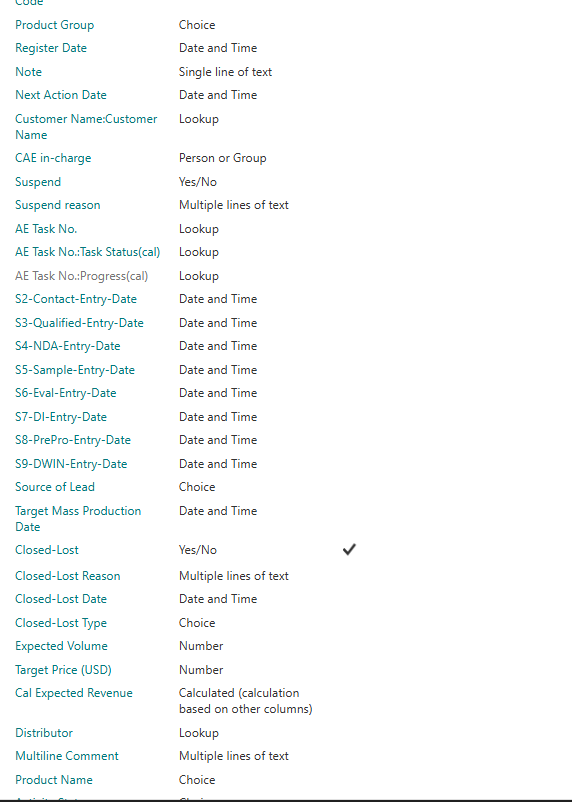 Code
Product Group Choice
Register Date Date and Time
Note Single line of text
Next Action Date Date and Time
Customer Name:Customer Lookup
Name
CAE in-charge Person or Group
Suspend Yes/No
Suspend reason Multiple lines of text
AE Task No. Lookup
AE Task No.:Task Status(cal) Lookup
AE Task No.:Progress(cal) Lookup
S2-Contact-Entry-Date Date and Time
S3-Qualified-Entry-Date Date and Time
S4-NDA-Entry-Date Date and Time
S5-Sample-Entry-Date Date and Time
S6-Eval-Entry-Date Date and Time
S7-DI-Entry-Date Date and Time
S8-PrePro-Entry-Date Date and Time
S9-DWIN-Entry-Date Date and Time
Source of Lead Choice
Target Mass Production Date and Time
Date
Closed-Lost Yes/No
Closed-Lost Reason Multiple lines of text
Closed-Lost Date Date and Time
Closed-Lost Type Choice
Expected Volume Number
Target Price (USD) Number
Cal Expected Revenue Calculated (calculation
based on other columns)
Distributor Lookup
Multiline Comment Multiple lines of text
Product Name Choice